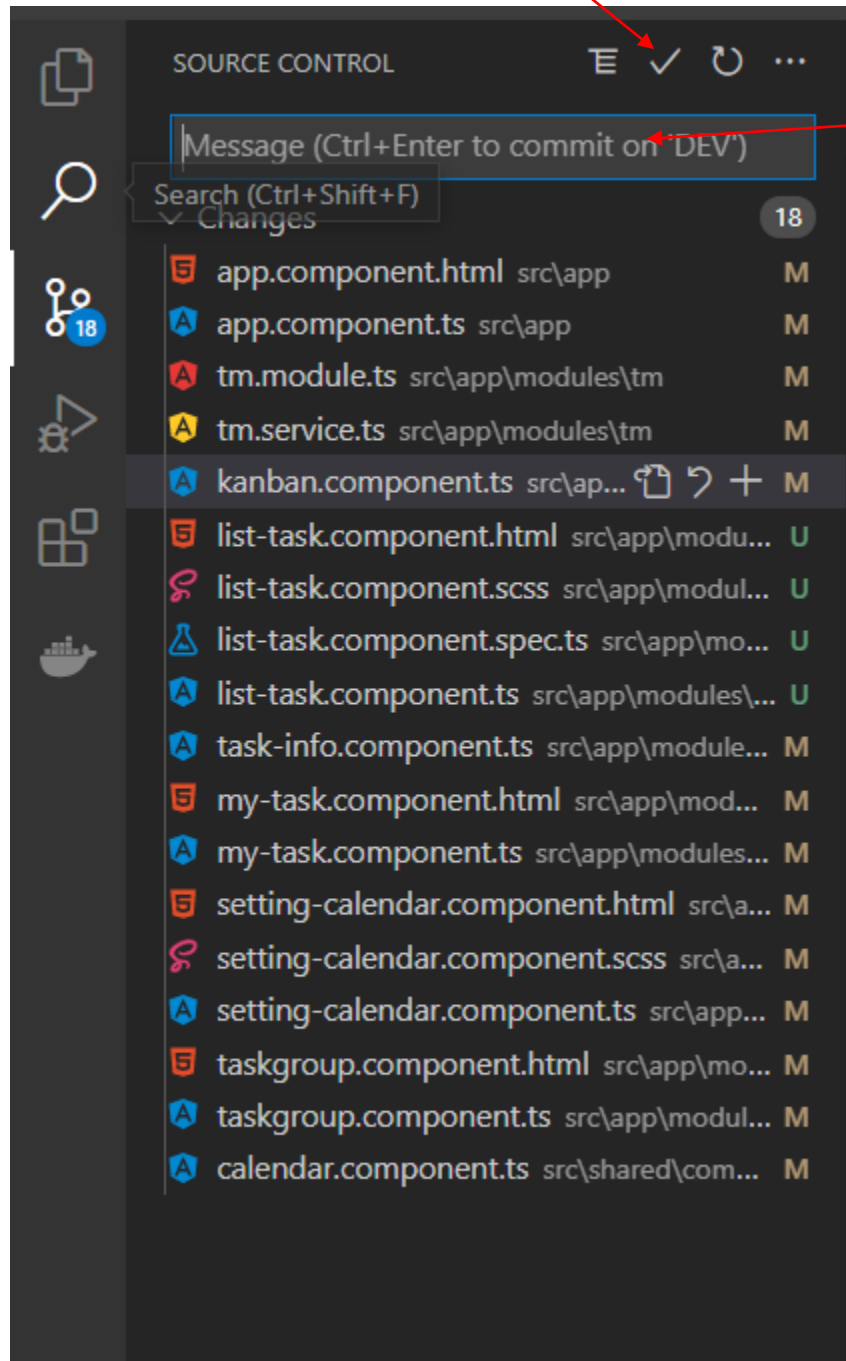 SOURCE CONTROL
Message (Ctrl+Enter to commit on 'DEV')
Search (Ctrl+Shift+F)
Changes 18
app.component.html src\app M
18
app.component.ts src\app M
tm.module.ts src\app\modules\tm M
tm.service.ts src\app\modules\tm M
kanban.component.ts src\ap... M
list-task.component.html src\app\modu... U
list-task.component.scss src\app\modul... U
list-task.component.spec.ts src\app\mo... U
list-task.component.ts src\app\modules\... U
task-info.component.ts src\app\module... M
my-task.component.html src\app\mod... M
my-task.component.ts src\app\modules... M
setting-calendar.component.html src\a... M
setting-calendar.component.scss src\a... M
setting-calendar.component.ts src\app... M
taskgroup.component.html src\app\mo... M
taskgroup.component.ts src\app\modul... M
calendar.component.ts src\shared\com... M